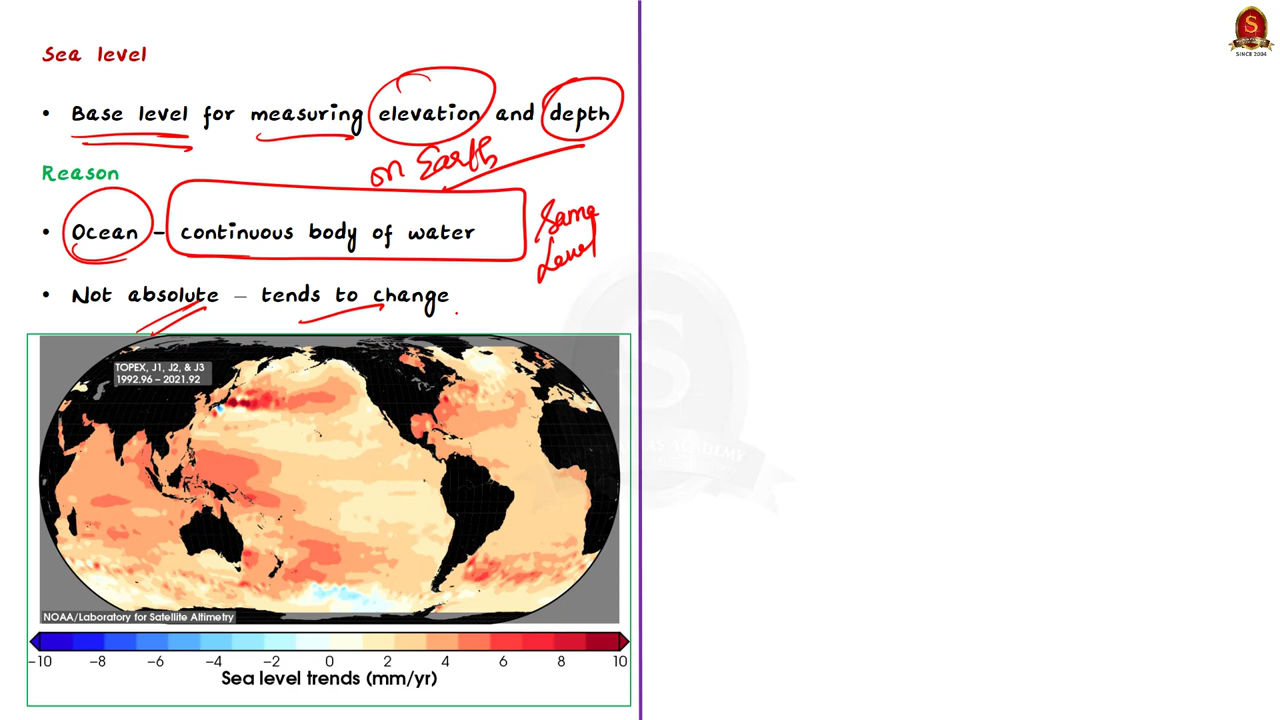 Sea level
• Base level for measuring elevation and depth
on Earth
Reason
• Ocean – continuous body of water
Same
Level
• Not absolute – tends to change
TOPEX, J1, J2, & J3
1992.96 – 2021.92
NOAA/Laboratory for Satellite Altimetry
−10 −8 −6 −4 −2 0 2 4 6 8 10
Sea level trends (mm/yr)
S
SINCE 2004
S
ACADEMY